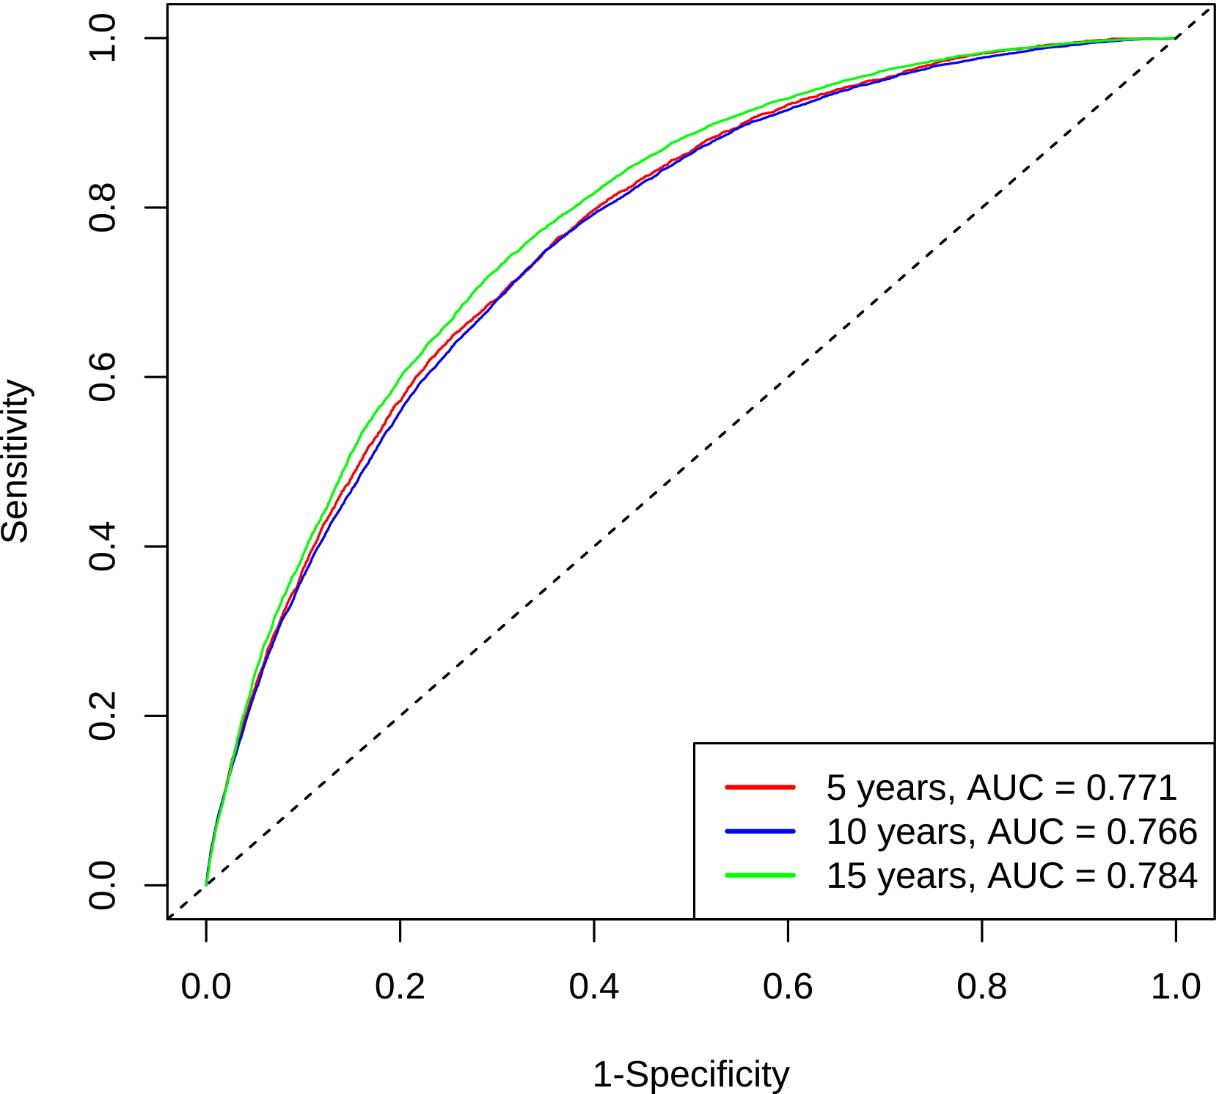 Sensitivity
1.0
0.8
0.6
0.4
0.2
0.0
5 years, AUC = 0.771
10 years, AUC = 0.766
15 years, AUC = 0.784
0.0 0.2 0.4 0.6 0.8 1.0
1-Specificity